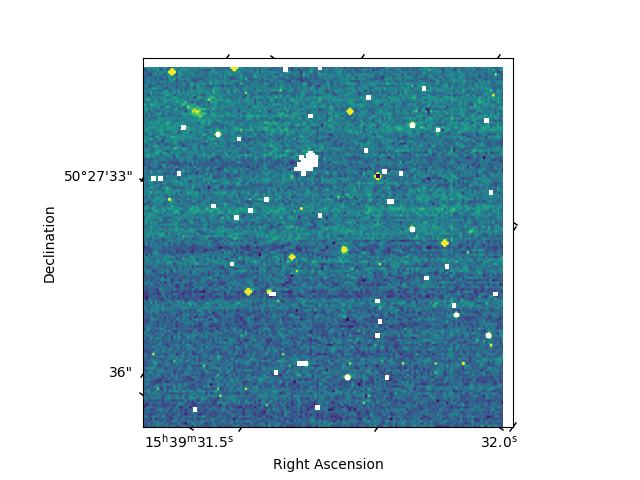 Declination
50°27'33"
36"
15ʰ39ᵐ31.5ˢ
32.0ˢ
Right Ascension